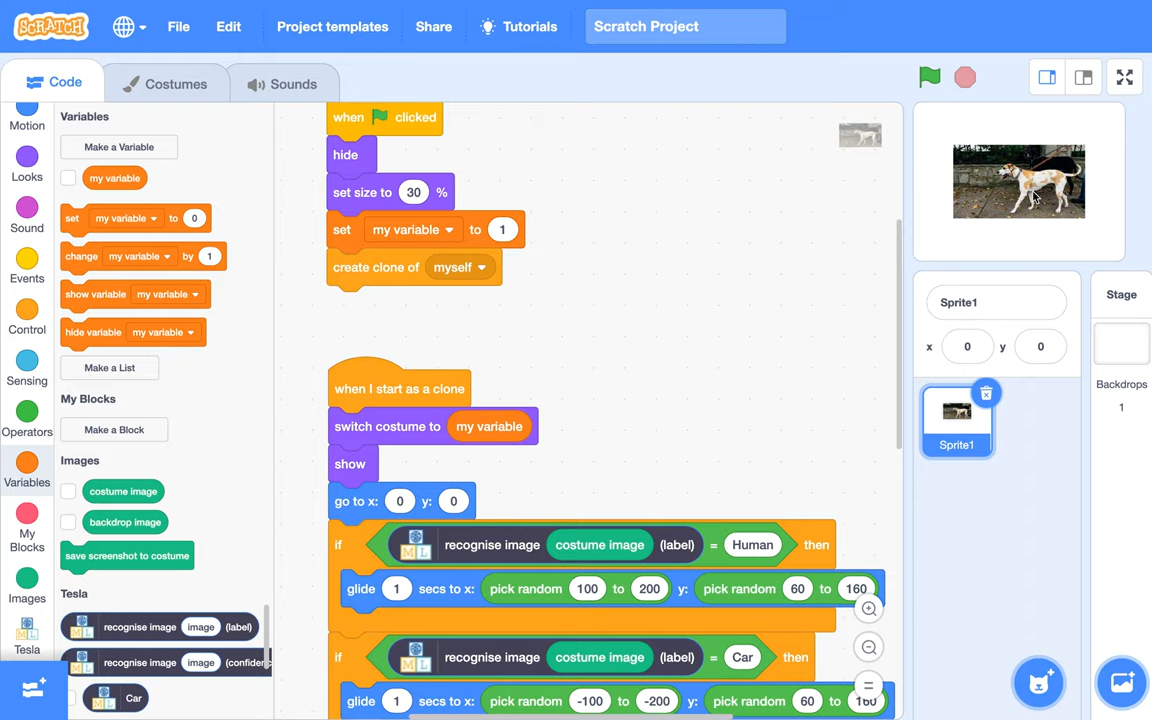 SCRATCH File Edit Project templates Share Tutorials Scratch Project
Code Costumes Sounds
Motion
Looks
Sound
Events
Control
Sensing
Operators
Variables
My
Blocks
Images
Tesla
Variables
Make a Variable
my variable
set my variable to 0
change my variable by 1
show variable my variable
hide variable my variable
Make a List
My Blocks
Make a Block
Images
costume image
backdrop image
save screenshot to costume
Tesla
ML recognise image image (label)
ML recognise image image
ML Car
when clicked
hide
set size to 30 %
set my variable to 1
create clone of myself
when I start as a clone
switch costume to my variable
show
go to x: 0 y: 0
if ML recognise image costume image (label) = Human then
glide 1 secs to x: pick random 100 to 200 y: pick random 60 to 160
if ML recognise image costume image (label) = Car then
glide 1 secs to x: pick random -100 to -200 y: pick random 60 to 160
Sprite1
x 0 y 0
Sprite1
Stage
Backdrops
1